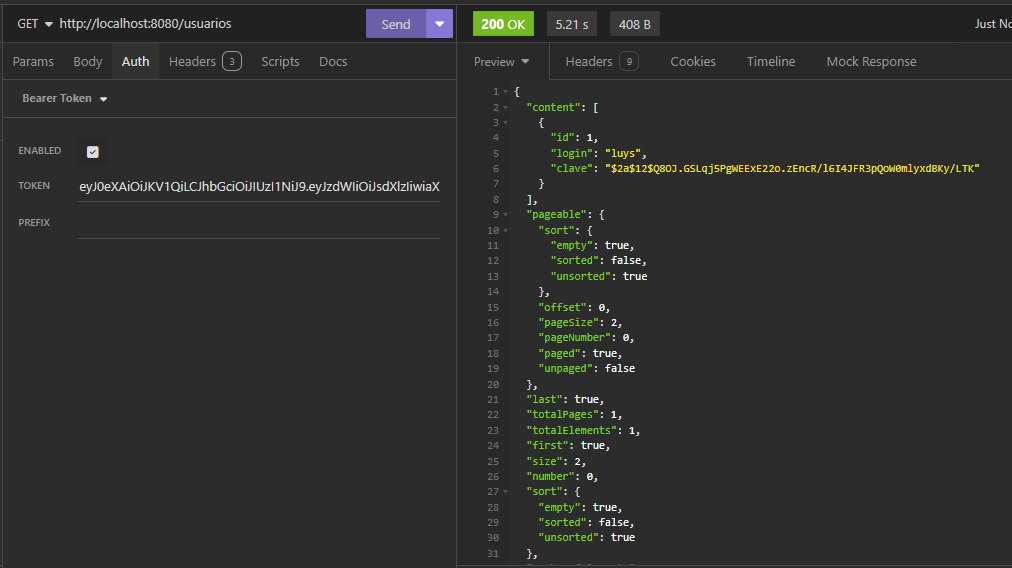 GET http://localhost:8080/usuarios Send
200 OK 5.21 s 408 B Just No
Params Body Auth Headers 3 Scripts Docs
Preview Headers 9 Cookies Timeline Mock Response
Bearer Token
ENABLED
TOKEN eyJ0eXAiOiJKV1QiLCJhbGciOiJIUzI1NiJ9.eyJzdWIiOiJsdXlzIiwiaX
PREFIX
1 {
2 "content": [
3 {
4 "id": 1,
5 "login": "luys",
6 "clave": "$2a$12$Q8OJ.GSLqj5PgWEExE22o.zEncR/l6I4JFR3pQoW0mlyxdBKy/LTK"
7 }
8 ],
9 "pageable": {
10 "sort": {
11 "empty": true,
12 "sorted": false,
13 "unsorted": true
14 },
15 "offset": 0,
16 "pageSize": 2,
17 "pageNumber": 0,
18 "paged": true,
19 "unpaged": false
20 },
21 "last": true,
22 "totalPages": 1,
23 "totalElements": 1,
24 "first": true,
25 "size": 2,
26 "number": 0,
27 "sort": {
28 "empty": true,
29 "sorted": false,
30 "unsorted": true
31 },